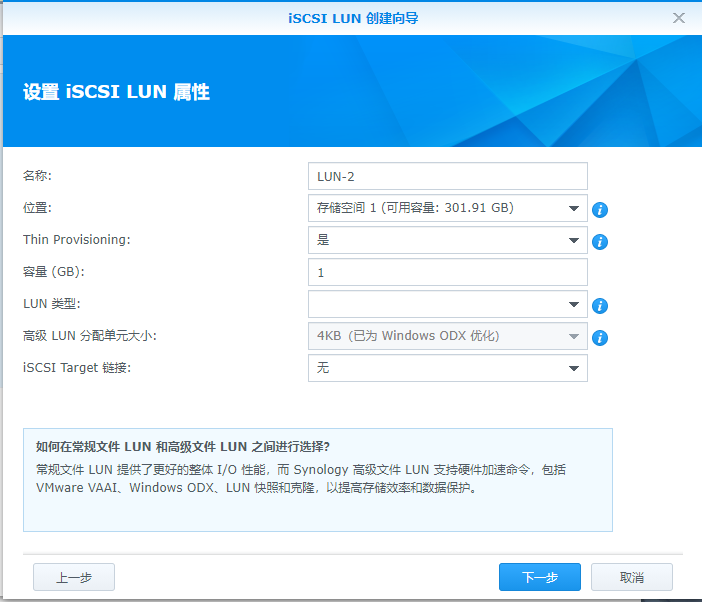 iSCSI LUN 创建向导
设置 iSCSI LUN 属性
名称:
LUN-2
位置:
存储空间 1 (可用容量: 301.91 GB)
Thin Provisioning:
是
容量 (GB):
1
LUN 类型:
高级 LUN 分配单元大小:
4KB（已为 Windows ODX 优化）
iSCSI Target 链接:
无
如何在常规文件 LUN 和高级文件 LUN 之间进行选择?
常规文件 LUN 提供了更好的整体 I/O 性能，而 Synology 高级文件 LUN 支持硬件加速命令，包括
VMware VAAI、Windows ODX、LUN 快照和克隆，以提高存储效率和数据保护。
上一步
下一步
取消